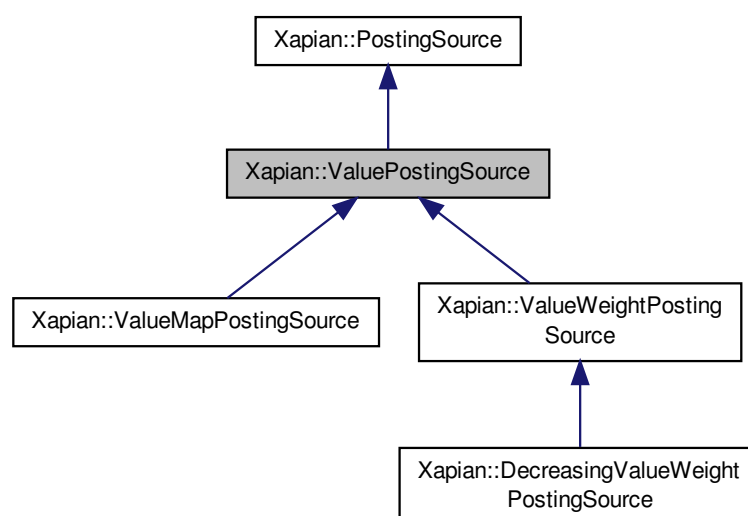 Xapian::PostingSource
Xapian::ValuePostingSource
Xapian::ValueMapPostingSource
Xapian::ValueWeightPosting
Source
Xapian::DecreasingValueWeight
PostingSource